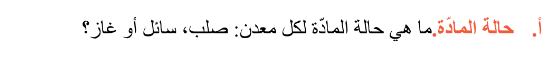 أ. حالة المادّة.ما هي حالة المادّة لكل معدن: صلب، سائل أو غاز؟